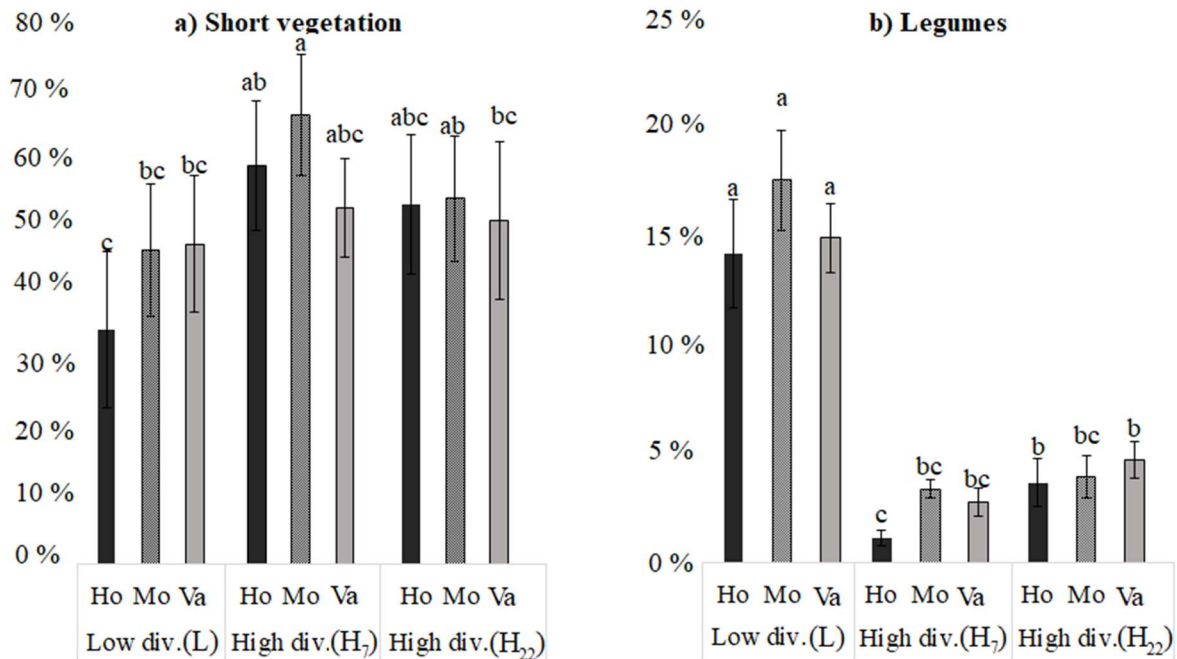 a) Short vegetation
80 %
70 %
60 %
50 %
40 %
30 %
20 %
10 %
0 %
c bc bc ab a abc abc ab bc
Ho Mo Va Ho Mo Va Ho Mo Va
Low div.(L) High div.(H7) High div.(H22)
b) Legumes
25 %
20 %
15 %
10 %
5 %
0 %
a a a c bc bc b bc b
Ho Mo Va Ho Mo Va Ho Mo Va
Low div.(L) High div.(H7) High div.(H22)